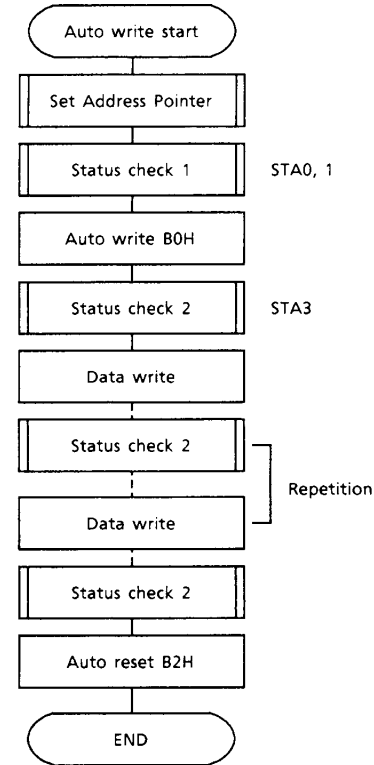 Auto write start
Set Address Pointer
Status check 1
STA0, 1
Auto write B0H
Status check 2
STA3
Data write
Status check 2
Repetition
Data write
Status check 2
Auto reset B2H
END